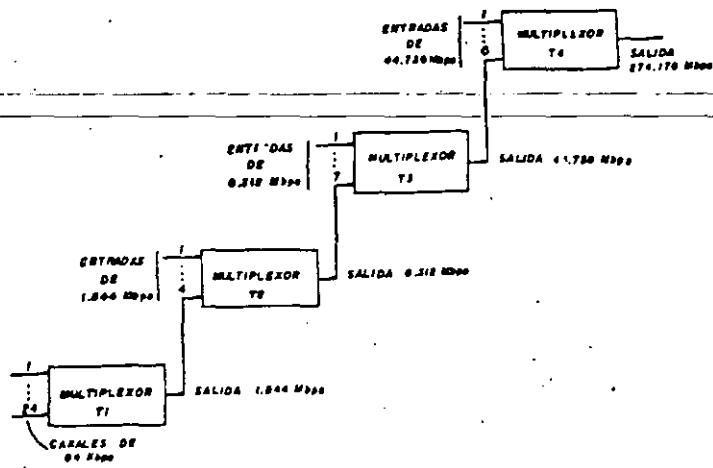 ENTRADAS
DE
44,736 Mbps
1
6
MULTIPLEXOR
T4
SALIDA
274,176 Mbps
ENTRADAS
DE
6.312 Mbps
1
7
MULTIPLEXOR
T3
SALIDA 44,736 Mbps
ENTRADAS
DE
1.544 Mbps
1
4
MULTIPLEXOR
T2
SALIDA 6.312 Mbps
1
24
MULTIPLEXOR
T1
SALIDA 1.544 Mbps
CANALES DE
64 Kbps